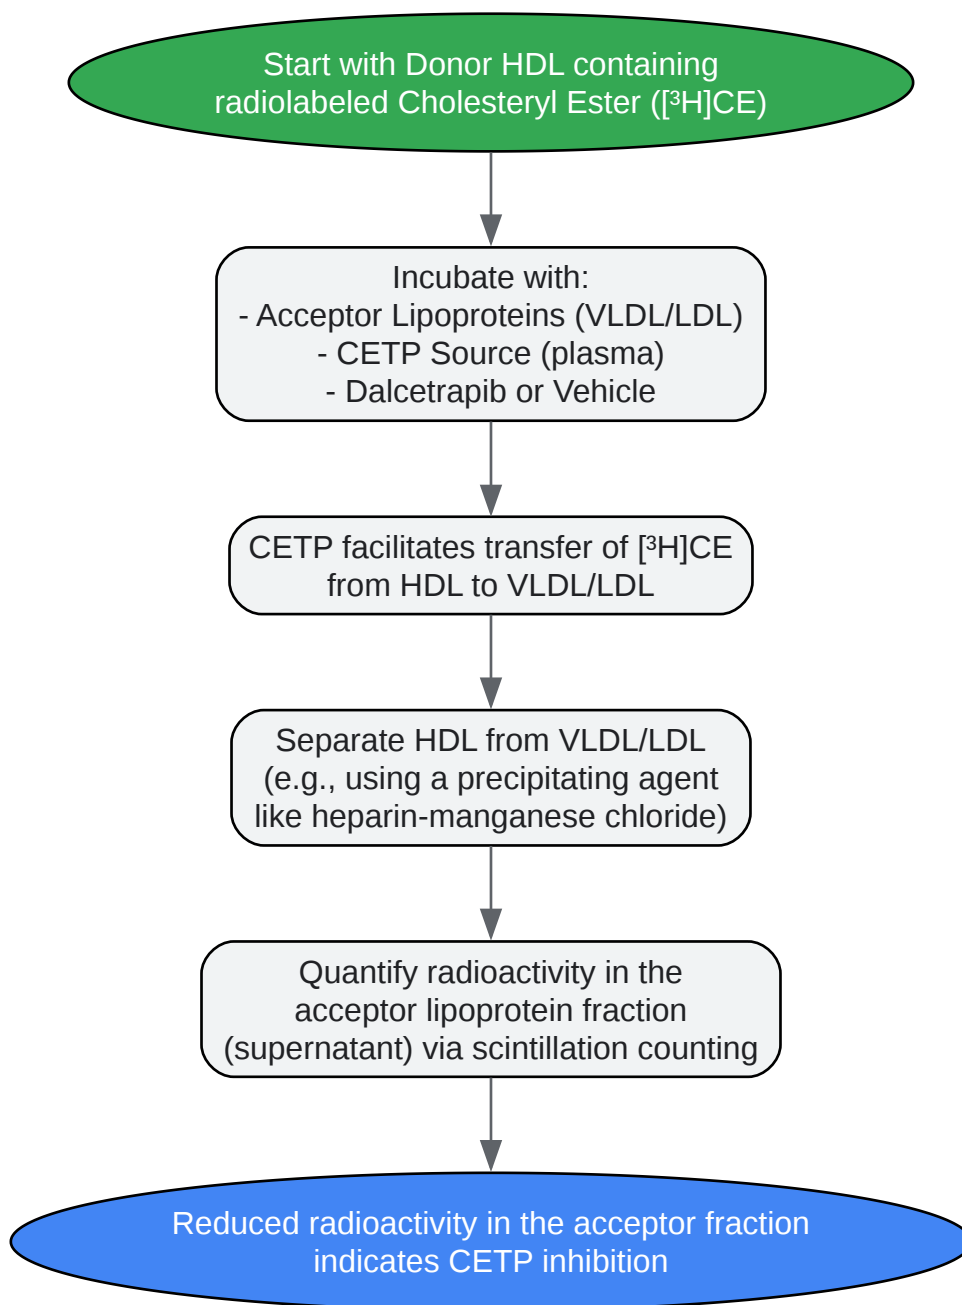 Start with Donor HDL containing
radiolabeled Cholesteryl Ester ([³H]CE)
Incubate with:
- Acceptor Lipoproteins (VLDL/LDL)
- CETP Source (plasma)
- Dalcetrapib or Vehicle
CETP facilitates transfer of [³H]CE
from HDL to VLDL/LDL
Separate HDL from VLDL/LDL
(e.g., using a precipitating agent
like heparin-manganese chloride)
Quantify radioactivity in the
acceptor lipoprotein fraction
(supernatant) via scintillation counting
Reduced radioactivity in the acceptor fraction
indicates CETP inhibition